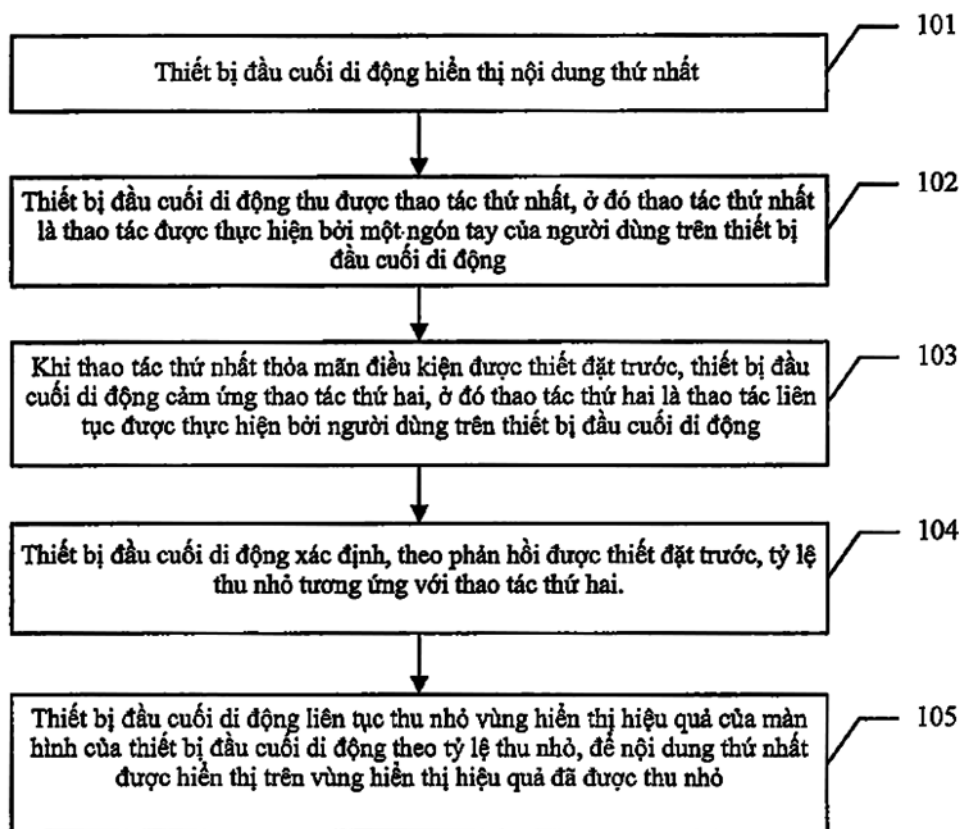 101
Thiết bị đầu cuối di động hiển thị nội dung thứ nhất
102
Thiết bị đầu cuối di động thu được thao tác thứ nhất, ở đó thao tác thứ nhất
là thao tác được thực hiện bởi một ngón tay của người dùng trên thiết bị
đầu cuối di động
103
Khi thao tác thứ nhất thỏa mãn điều kiện được thiết đặt trước, thiết bị đầu
cuối di động cảm ứng thao tác thứ hai, ở đó thao tác thứ hai là thao tác liên
tục được thực hiện bởi người dùng trên thiết bị đầu cuối di động
104
Thiết bị đầu cuối di động xác định, theo phản hồi được thiết đặt trước, tỷ lệ
thu nhỏ tương ứng với thao tác thứ hai.
105
Thiết bị đầu cuối di động liên tục thu nhỏ vùng hiển thị hiệu quả của màn
hình của thiết bị đầu cuối di động theo tỷ lệ thu nhỏ, để nội dung thứ nhất
được hiển thị trên vùng hiển thị hiệu quả đã được thu nhỏ